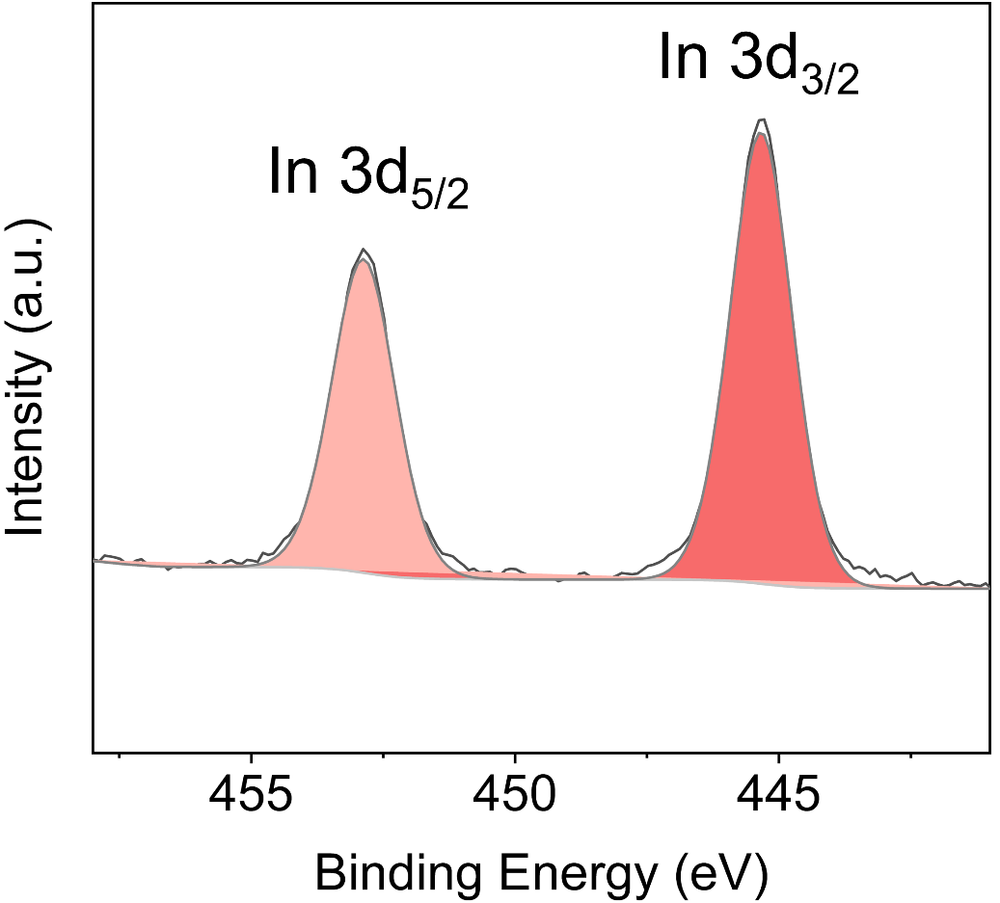 In 3d3/2
In 3d5/2
Intensity (a.u.)
455 450 445
Binding Energy (eV)